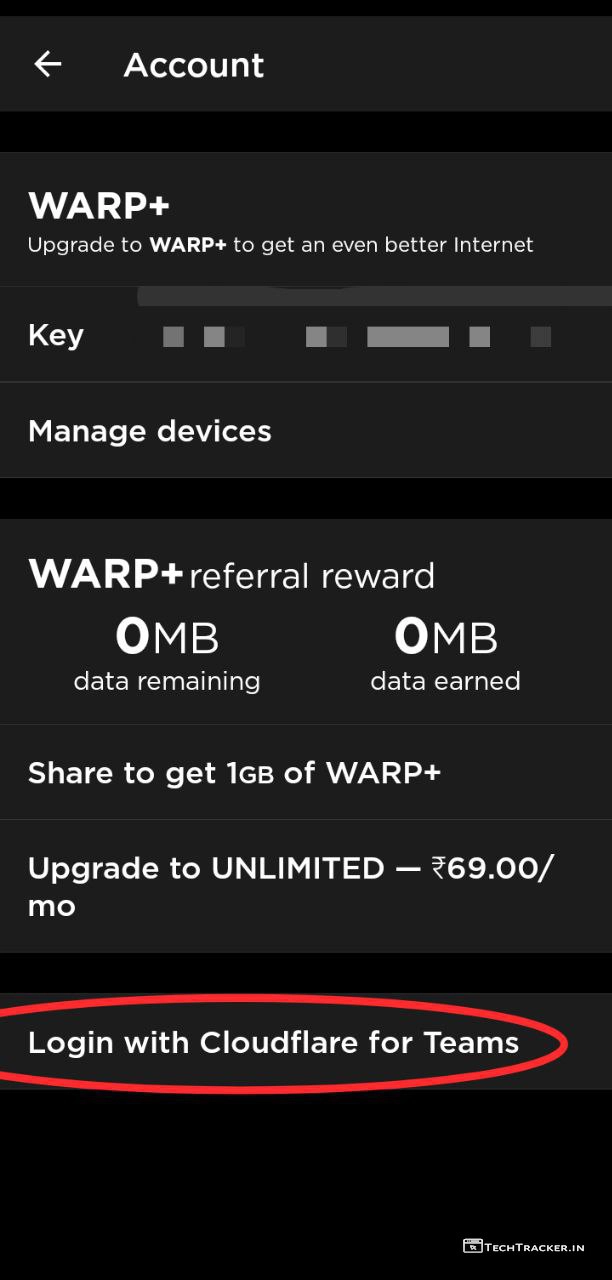 Account
WARP+
Upgrade to WARP+ to get an even better Internet
Key
Manage devices
WARP+ referral reward
0MB 0MB
data remaining data earned
Share to get 1GB of WARP+
Upgrade to UNLIMITED — ₹69.00/
mo
Login with Cloudflare for Teams
TECHTRACKER.IN